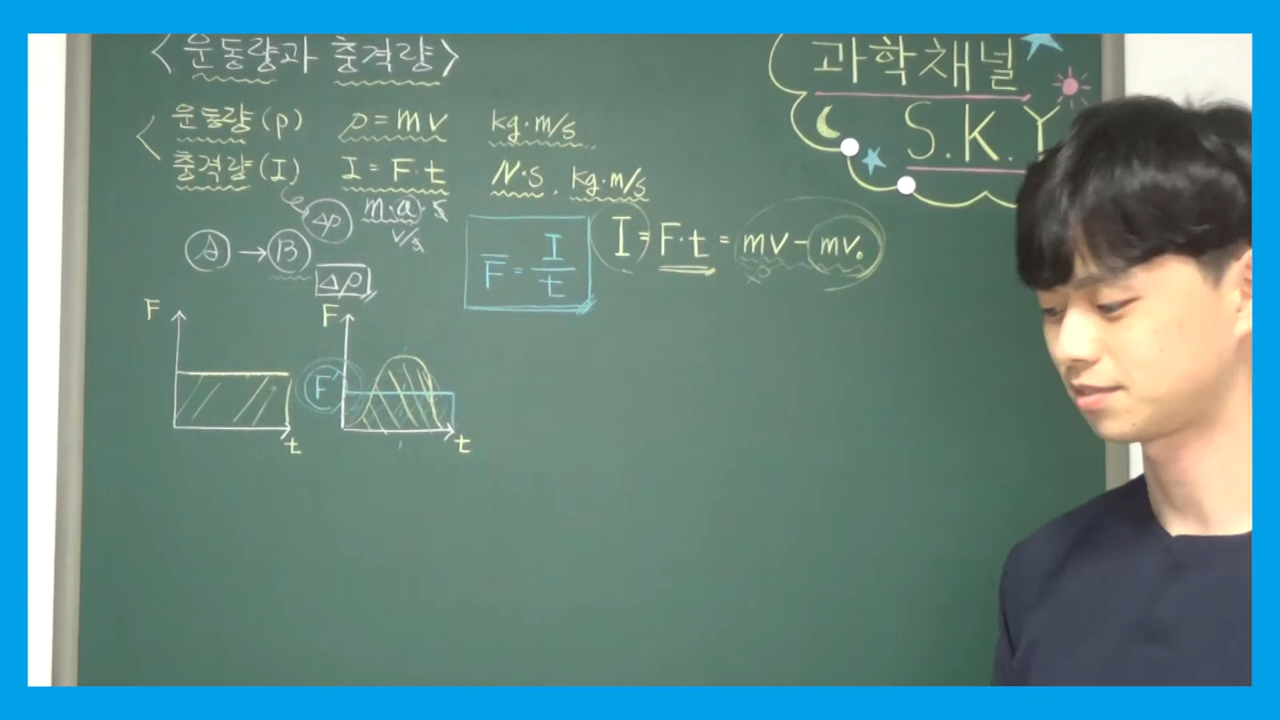 <운동량과 충격량>
운동량(p) p=mv kg·m/s
충격량(I) I=F·t N·s, kg·m/s
Δp m·a·t
v/t
A → B
Δp
F̅ = I/t
I = F·t = mv - mv₀
F
t
F
F
t
과학채널
S.K.Y